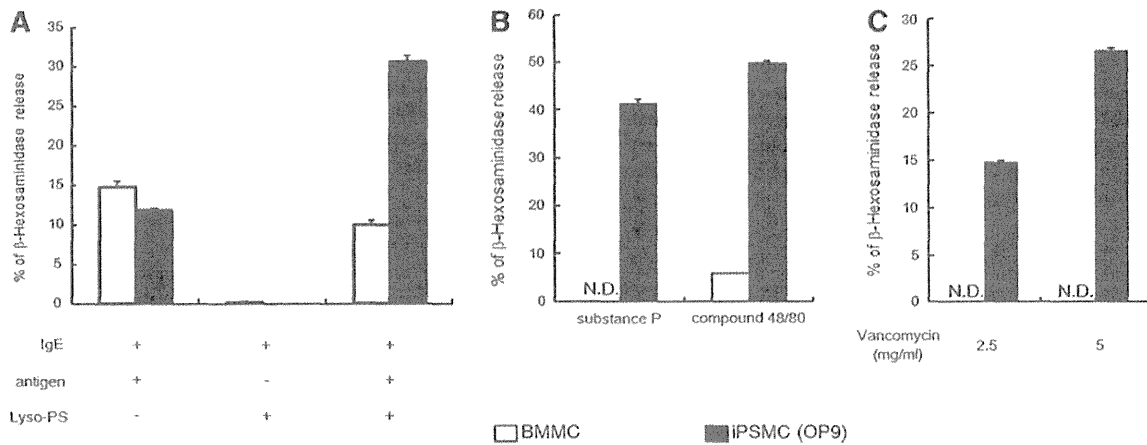 A
% of β-Hexosaminidase release
35
30
25
20
15
10
5
0
IgE + + +
antigen + - +
Lyso-PS - + +
B
% of β-Hexosaminidase release
60
50
40
30
20
10
0
N.D.
substance P compound 48/80
C
% of β-Hexosaminidase release
30
25
20
15
10
5
0
N.D. N.D.
Vancomycin
(mg/ml) 2.5 5
BMMC iPSMC (OP9)